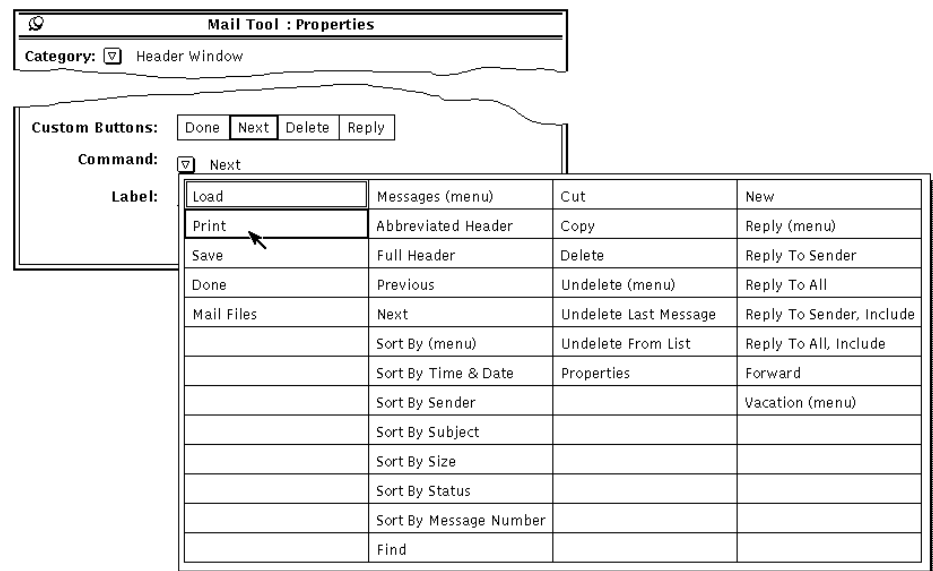 Mail Tool : Properties
Category: Header Window
Custom Buttons: Done Next Delete Reply
Command: Next
Label:
Load Messages (menu) Cut New
Print Abbreviated Header Copy Reply (menu)
Save Full Header Delete Reply To Sender
Done Previous Undelete (menu) Reply To All
Mail Files Next Undelete Last Message Reply To Sender, Include
Sort By (menu) Undelete From List Reply To All, Include
Sort By Time & Date Properties Forward
Sort By Sender Vacation (menu)
Sort By Subject
Sort By Size
Sort By Status
Sort By Message Number
Find